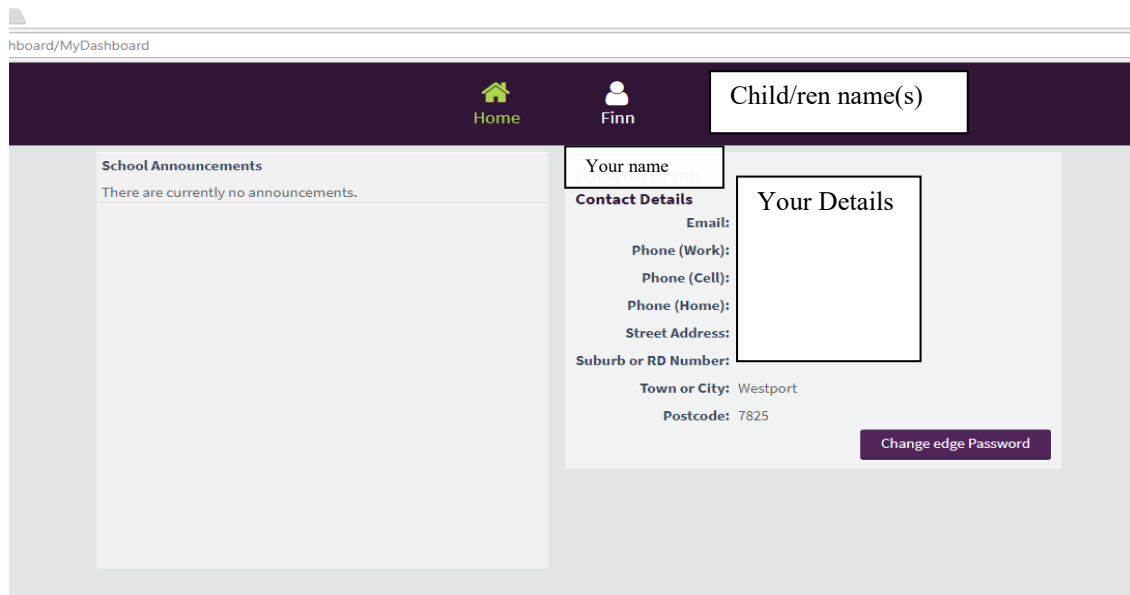 hboard/MyDashboard
Home
Finn
Child/ren name(s)
School Announcements
There are currently no announcements.
Your name
Contact Details
Your Details
Email:
Phone (Work):
Phone (Cell):
Phone (Home):
Street Address:
Suburb or RD Number:
Town or City: Westport
Postcode: 7825
Change edge Password